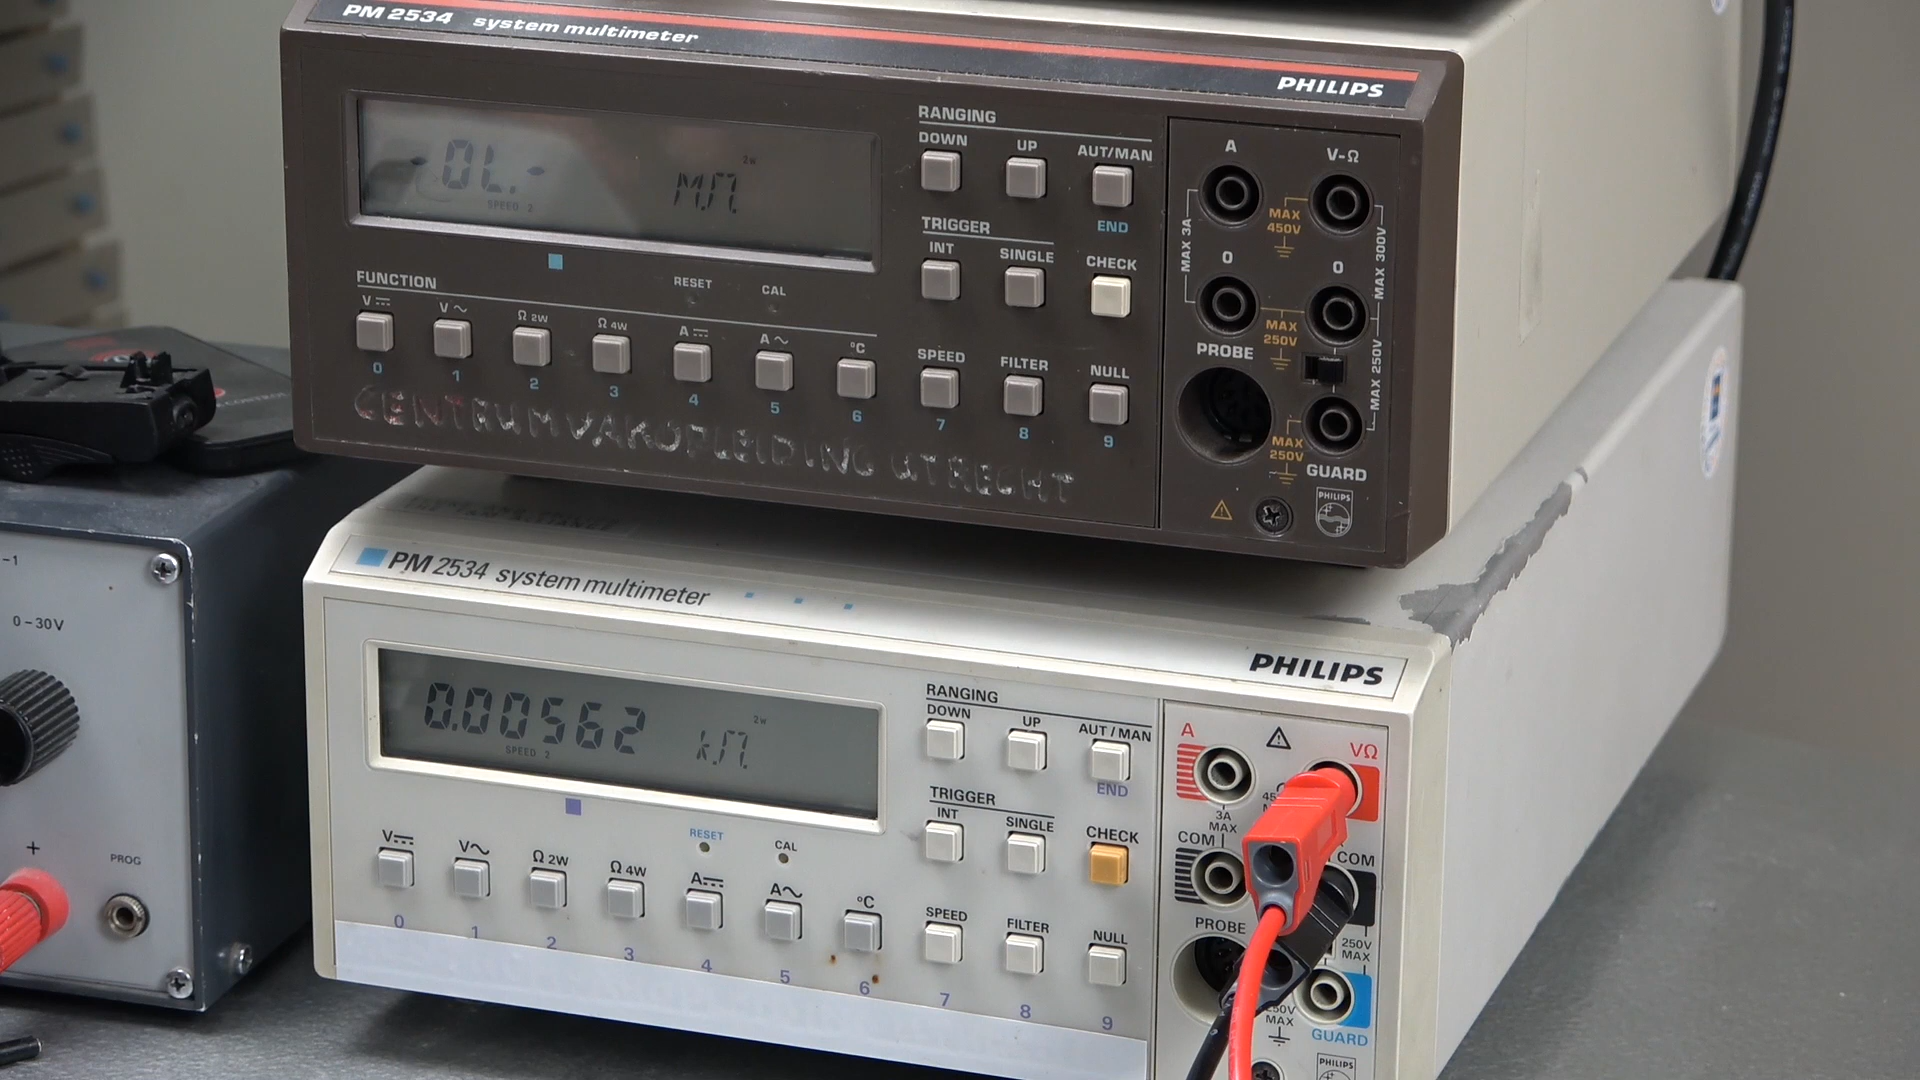 PM 2534 system multimeter
PHILIPS
-OL.-
MΩ
2W
SPEED 2
RANGING
DOWN UP AUT/MAN
END
TRIGGER
INT SINGLE CHECK
FUNCTION
RESET CAL
V⎓ V~ Ω 2W Ω 4W A⎓ A~ °C SPEED FILTER NULL
0 1 2 3 4 5 6 7 8 9
A V-Ω
MAX 450V
MAX 3A
MAX 300V
0 0
MAX 250V
MAX 250V
PROBE
MAX 250V
GUARD
PHILIPS
CENTRUM VAKOPLEIDING UTRECHT
PM 2534 system multimeter
PHILIPS
0.00562 kΩ
2W
SPEED 2
RANGING
DOWN UP AUT/MAN
END
TRIGGER
INT SINGLE CHECK
RESET CAL
V⎓ V~ Ω 2W Ω 4W A⎓ A~ °C SPEED FILTER NULL
0 1 2 3 4 5 6 7 8 9
A VΩ
3A MAX
COM COM
PROBE
250V MAX
250V MAX
GUARD
PHILIPS
-1
0-30V
+
PROG